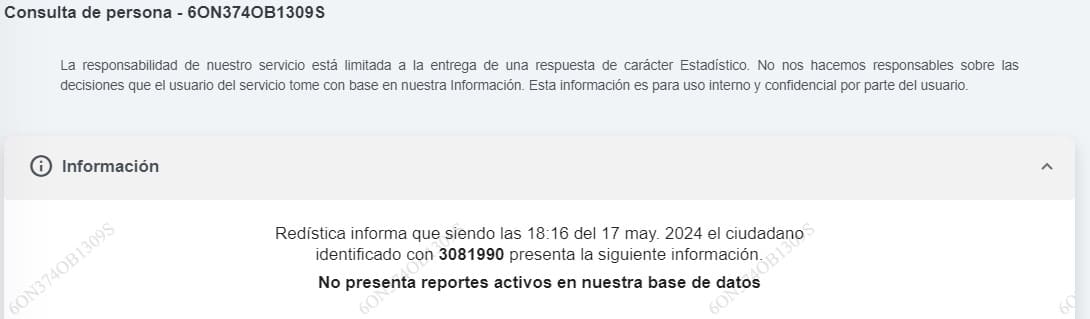 Consulta de persona - 6ON374OB1309S
La responsabilidad de nuestro servicio está limitada a la entrega de una respuesta de carácter Estadístico. No nos hacemos responsables sobre las
decisiones que el usuario del servicio tome con base en nuestra Información. Esta información es para uso interno y confidencial por parte del usuario.
Información
6ON374OB1309S
6ON374OB1309S
6ON374OB1309S
6O
Redística informa que siendo las 18:16 del 17 may. 2024 el ciudadano
identificado con 3081990 presenta la siguiente información.
No presenta reportes activos en nuestra base de datos